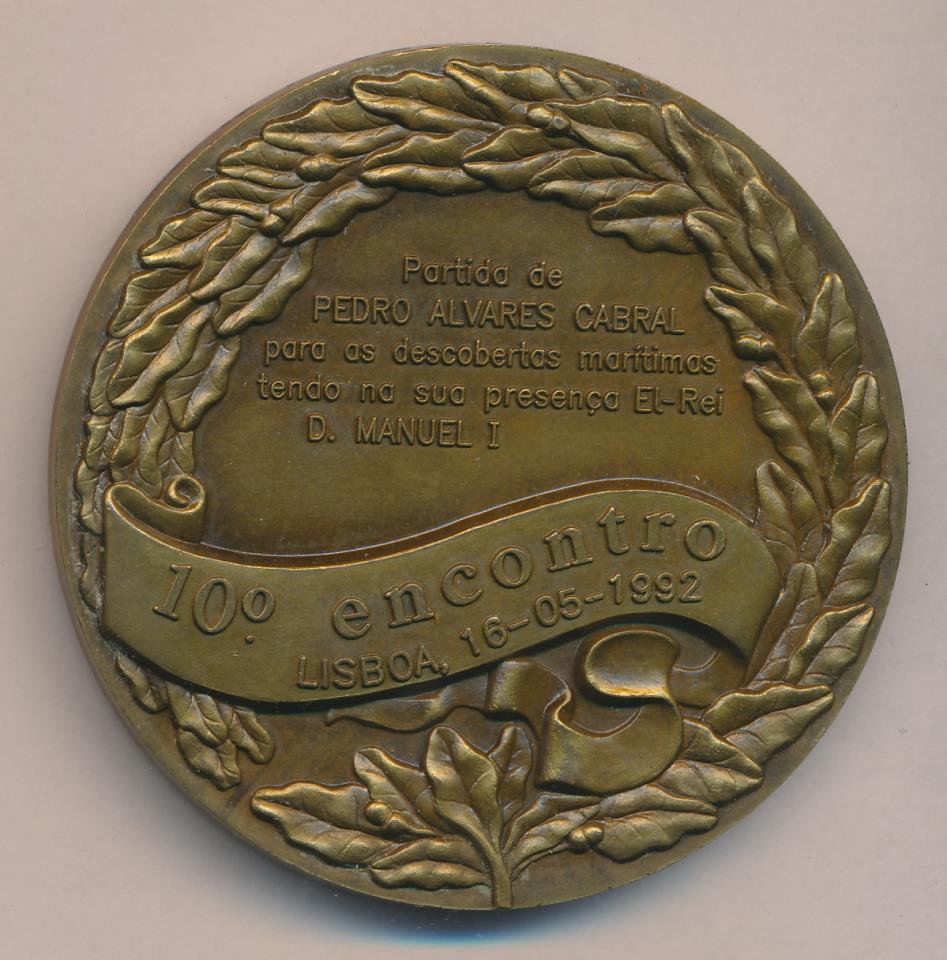 Partida de
PEDRO ALVARES CABRAL
para as descobertas marítimas
tendo na sua presença El-Rei
D. MANUEL I
10º encontro
LISBOA, 16-05-1992